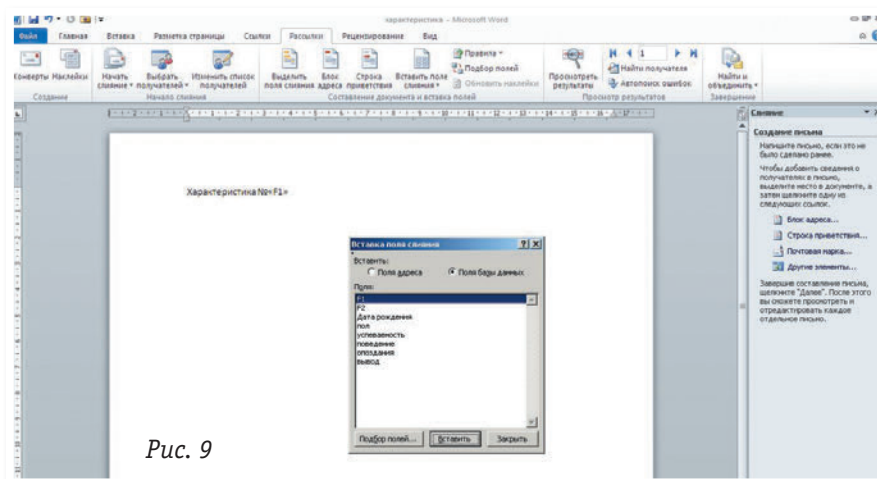 характеристика - Microsoft Word
Файл Главная Вставка Разметка страницы Ссылки Рассылки Рецензирование Вид
Конверты Наклейки
Создание
Начать слияние
Выбрать получателей
Изменить список получателей
Начало слияния
Выделить поля слияния
Блок адреса
Строка приветствия
Вставить поле слияния
Правила
Подбор полей
Обновить наклейки
Составление документа и вставка полей
Просмотреть результаты
1
Найти получателя
Автопоиск ошибок
Просмотр результатов
Найти и объединить
Завершение
Характеристика №«F1»
Вставка поля слияния
Вставить:
Поля адреса Поля базы данных
Поля:
F1
F2
Дата рождения
пол
успеваеность
поведение
опоздания
вывод
Подбор полей... Вставить Закрыть
Слияние
Создание письма
Напишите письмо, если это не
было сделано ранее.
Чтобы добавить сведения о
получателях в письмо,
выделите место в документе, а
затем щелкните одну из
следующих ссылок.
Блок адреса...
Строка приветствия...
Почтовая марка...
Другие элементы...
Завершив составление письма,
щелкните "Далее". После этого
вы сможете просмотреть и
отредактировать каждое
отдельное письмо.
Рис. 9